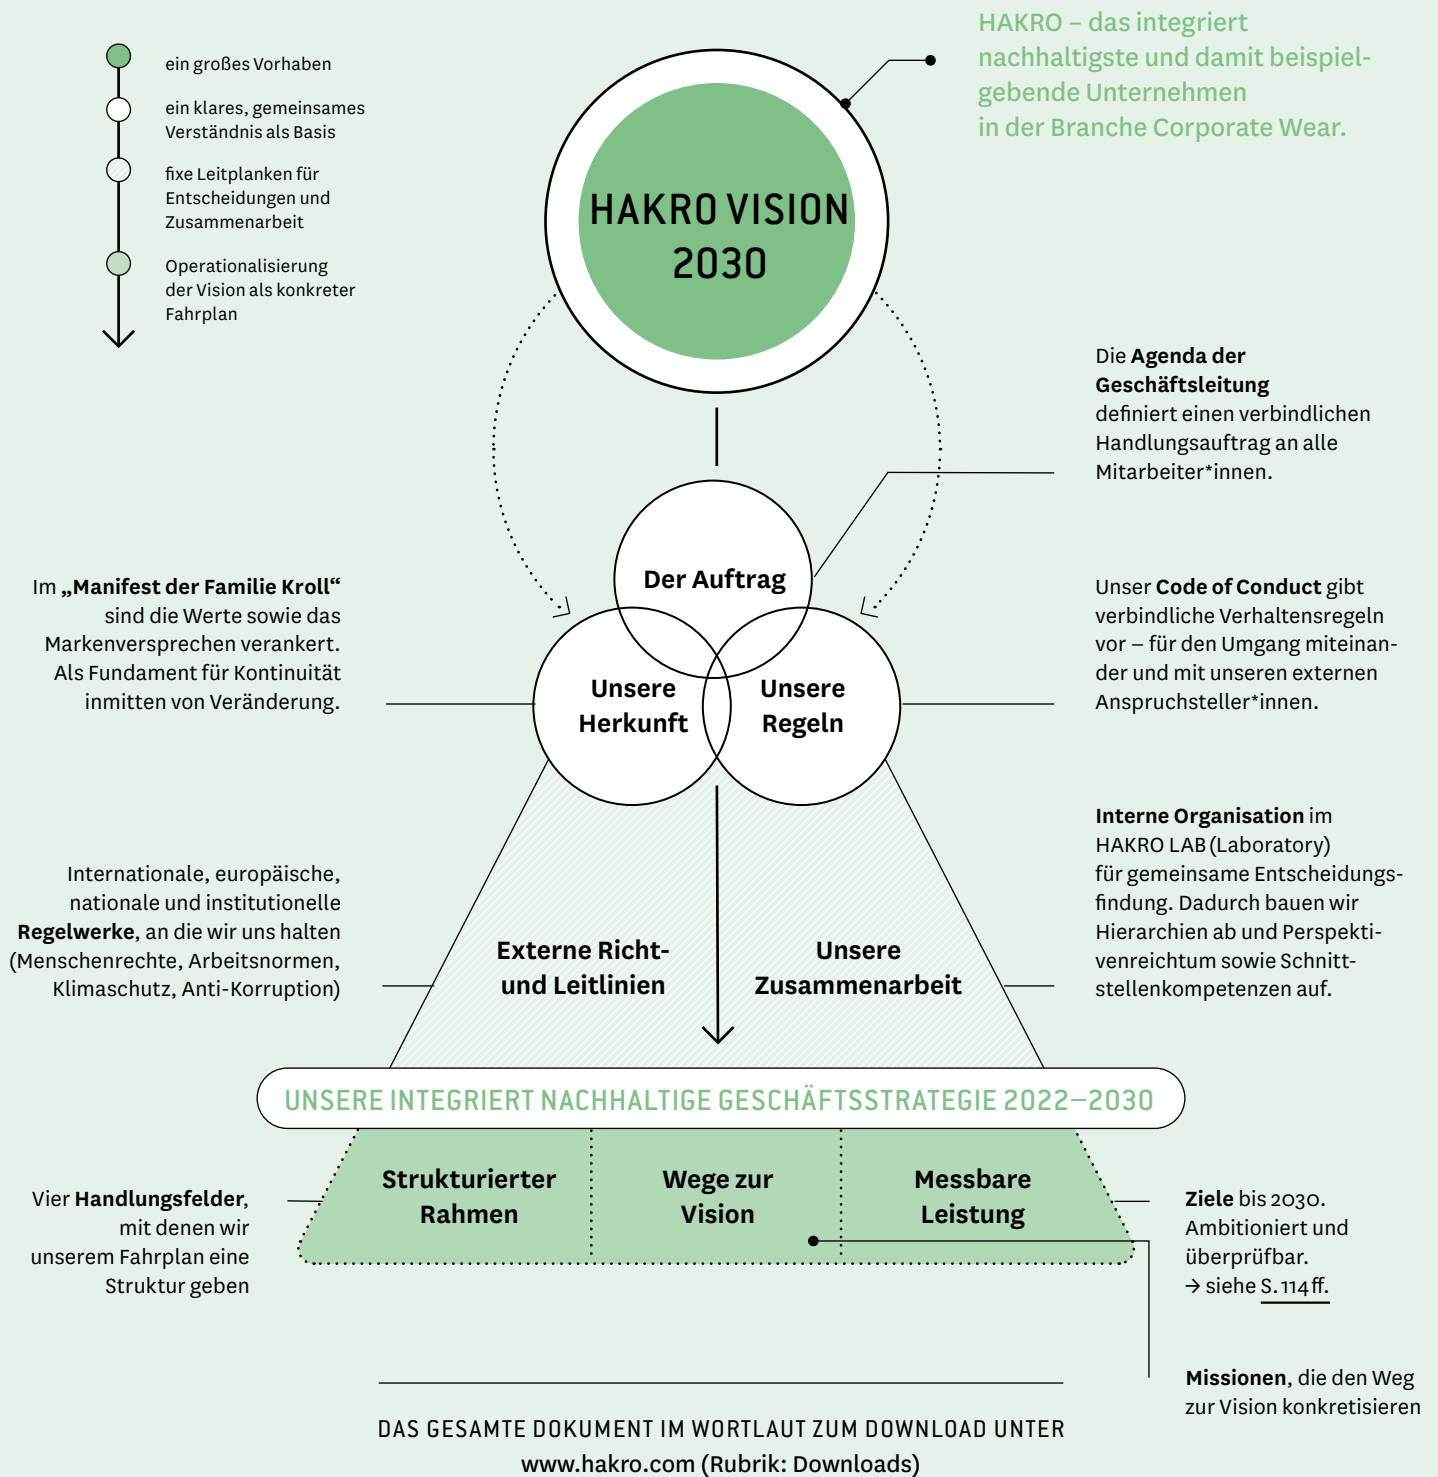 HAKRO – das integriert
nachhaltigste und damit beispiel-
gebende Unternehmen
in der Branche Corporate Wear.
ein großes Vorhaben
ein klares, gemeinsames
Verständnis als Basis
fixe Leitplanken für
Entscheidungen und
Zusammenarbeit
Operationalisierung
der Vision als konkreter
Fahrplan
HAKRO VISION
2030
Die Agenda der
Geschäftsleitung
definiert einen verbindlichen
Handlungsauftrag an alle
Mitarbeiter*innen.
Der Auftrag
Im „Manifest der Familie Kroll“
sind die Werte sowie das
Markenversprechen verankert.
Als Fundament für Kontinuität
inmitten von Veränderung.
Unsere
Herkunft
Unsere
Regeln
Unser Code of Conduct gibt
verbindliche Verhaltensregeln
vor – für den Umgang miteinan-
der und mit unseren externen
Anspruchsteller*innen.
Internationale, europäische,
nationale und institutionelle
Regelwerke, an die wir uns halten
(Menschenrechte, Arbeitsnormen,
Klimaschutz, Anti-Korruption)
Externe Richt-
und Leitlinien
Unsere
Zusammenarbeit
Interne Organisation im
HAKRO LAB (Laboratory)
für gemeinsame Entscheidungs-
findung. Dadurch bauen wir
Hierarchien ab und Perspekti-
venreichtum sowie Schnitt-
stellenkompetenzen auf.
UNSERE INTEGRIERT NACHHALTIGE GESCHÄFTSSTRATEGIE 2022–2030
Vier Handlungsfelder,
mit denen wir
unserem Fahrplan eine
Struktur geben
Strukturierter
Rahmen
Wege zur
Vision
Messbare
Leistung
Ziele bis 2030.
Ambitioniert und
überprüfbar.
→ siehe S. 114 ff.
Missionen, die den Weg
zur Vision konkretisieren
DAS GESAMTE DOKUMENT IM WORTLAUT ZUM DOWNLOAD UNTER
www.hakro.com (Rubrik: Downloads)